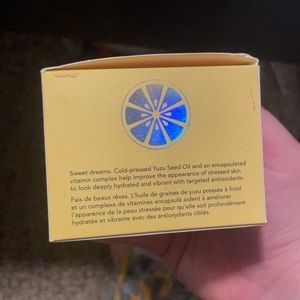 Sweet dreams. Cold-pressed Yuzu Seed Oil and an encapsulated
vitamin complex help improve the appearance of stressed skin
to look deeply hydrated and vibrant with targeted antioxidants.
Fais de beaux rêves. L'huile de graines de yuzu pressée à froid
et un complexe de vitamines encapsulé aident à améliorer
l'apparence de la peau stressée pour qu'elle soit profondément
hydratée et vibrante avec des antioxydants ciblés.